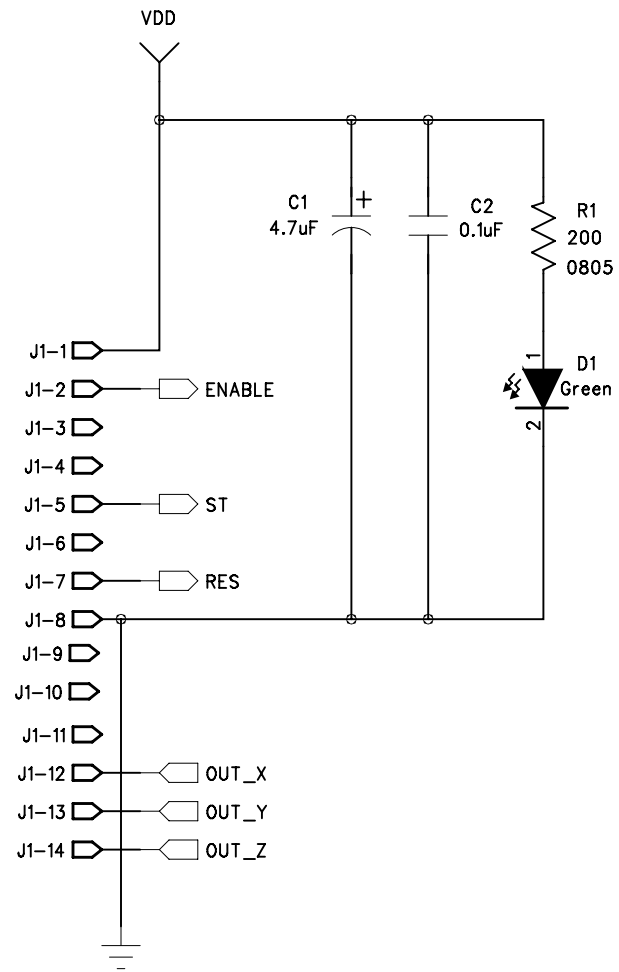 VDD
C1
+
4.7uF
C2
0.1uF
R1
200
0805
J1-1
1
D1
Green
2
J1-2
ENABLE
J1-3
J1-4
J1-5
ST
J1-6
J1-7
RES
J1-8
J1-9
J1-10
J1-11
J1-12
OUT_X
J1-13
OUT_Y
J1-14
OUT_Z